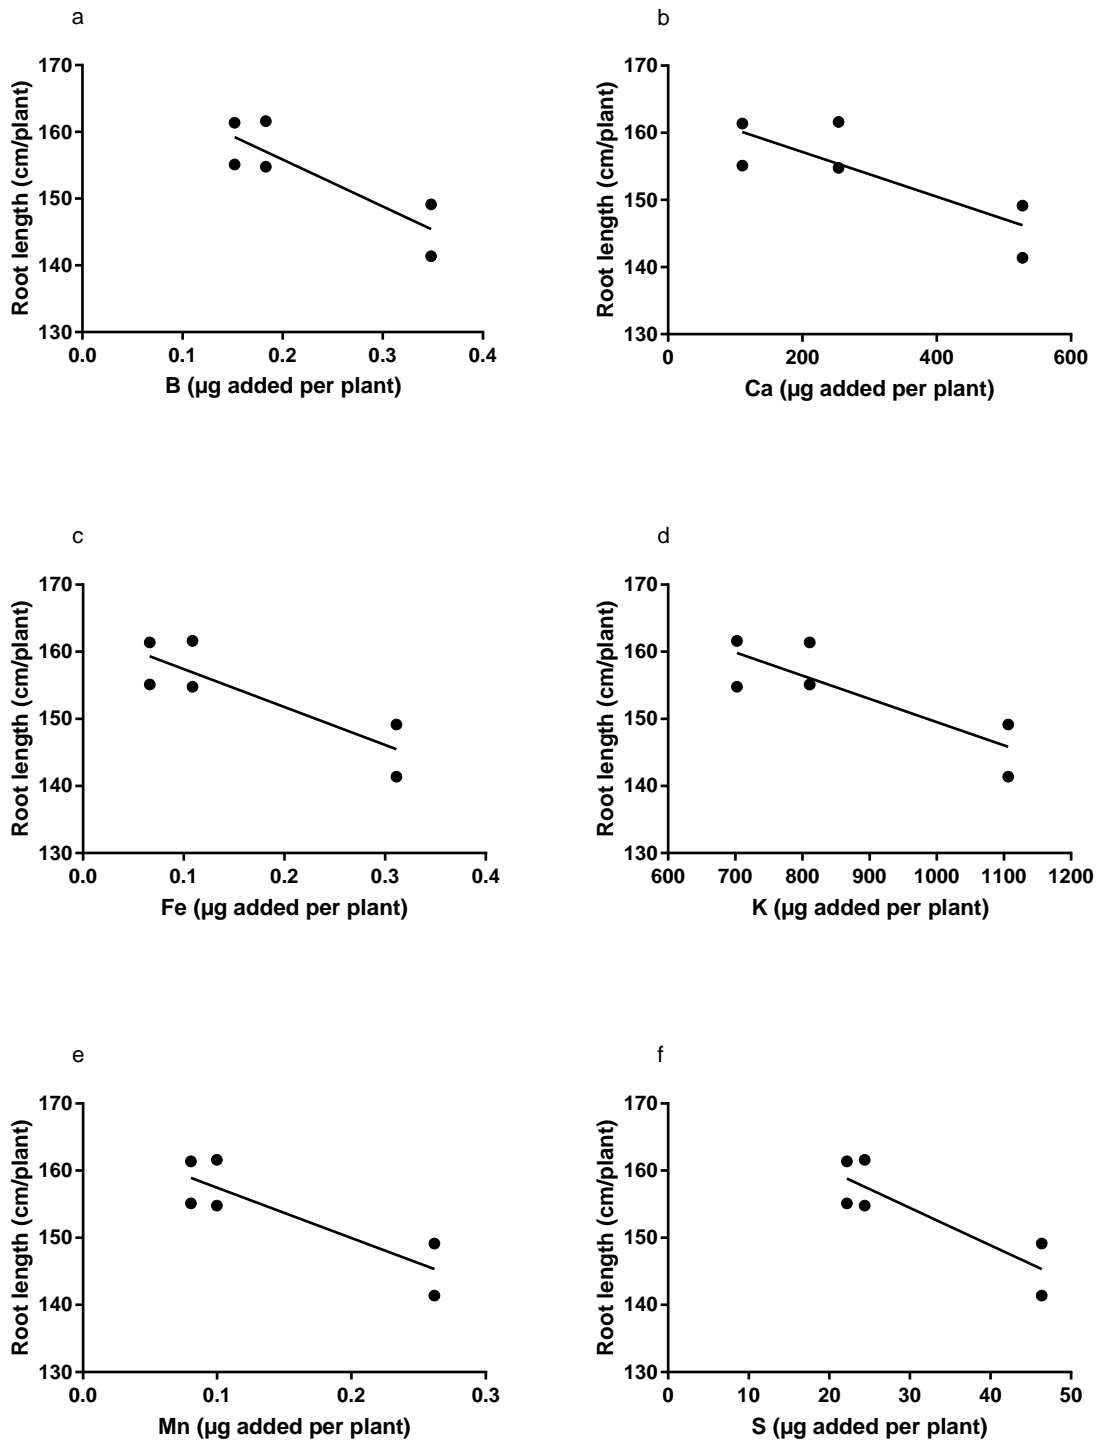 a
170
160
150
140
130
0.0 0.1 0.2 0.3 0.4
Root length (cm/plant)
B (µg added per plant)
b
170
160
150
140
130
0 200 400 600
Root length (cm/plant)
Ca (µg added per plant)
c
170
160
150
140
130
0.0 0.1 0.2 0.3 0.4
Root length (cm/plant)
Fe (µg added per plant)
d
170
160
150
140
130
600 700 800 900 1000 1100 1200
Root length (cm/plant)
K (µg added per plant)
e
170
160
150
140
130
0.0 0.1 0.2 0.3
Root length (cm/plant)
Mn (µg added per plant)
f
170
160
150
140
130
0 10 20 30 40 50
Root length (cm/plant)
S (µg added per plant)